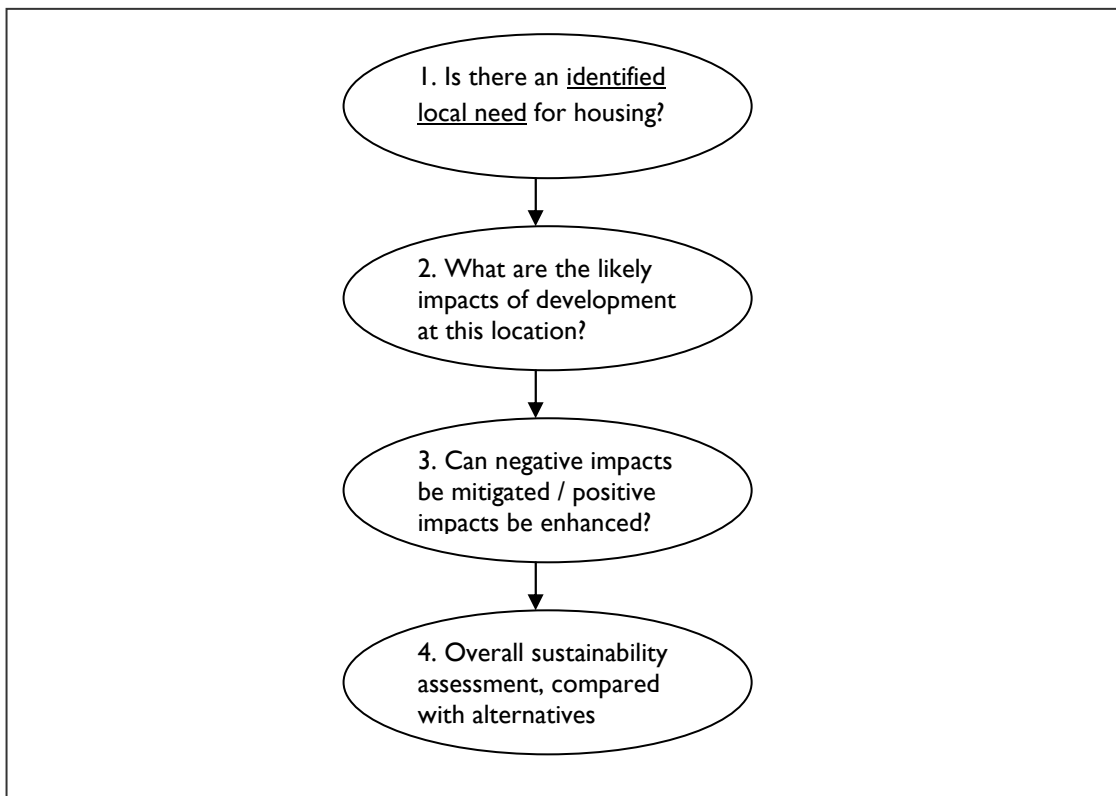 1. Is there an identified
local need for housing?
2. What are the likely
impacts of development
at this location?
3. Can negative impacts
be mitigated / positive
impacts be enhanced?
4. Overall sustainability
assessment, compared
with alternatives